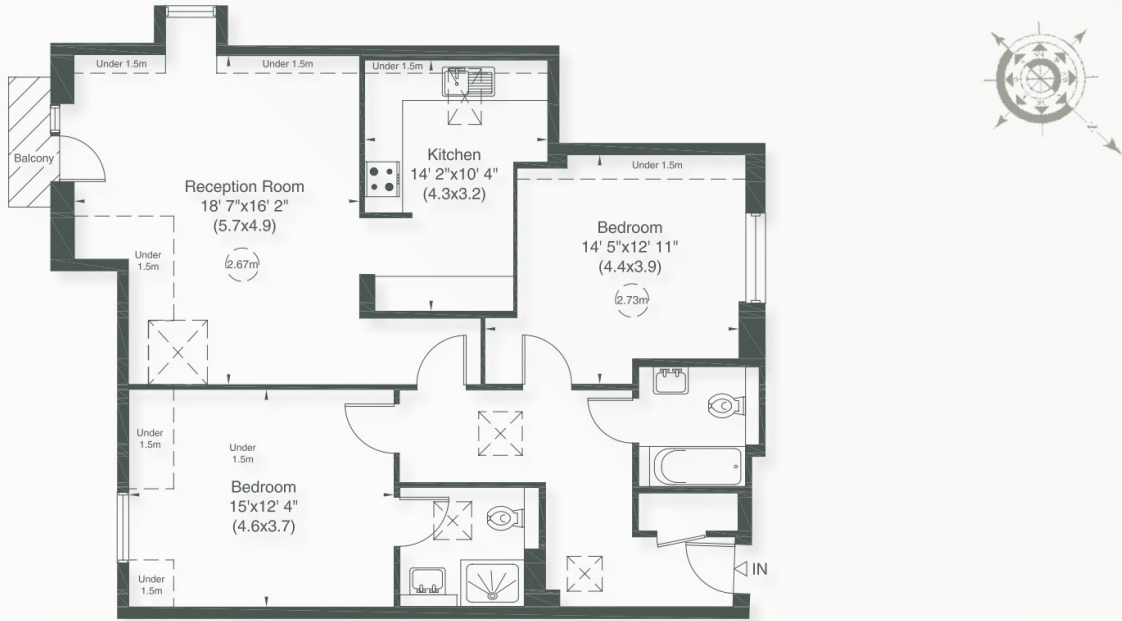 Under 1.5m
Under 1.5m
Under 1.5m
Balcony
Kitchen
14' 2"x10' 4"
(4.3x3.2)
Under 1.5m
Reception Room
18' 7"x16' 2"
(5.7x4.9)
2.67m
Under
1.5m
Bedroom
14' 5"x12' 11"
(4.4x3.9)
2.73m
Under
1.5m
Under
1.5m
Bedroom
15'x12' 4"
(4.6x3.7)
Under
1.5m
IN